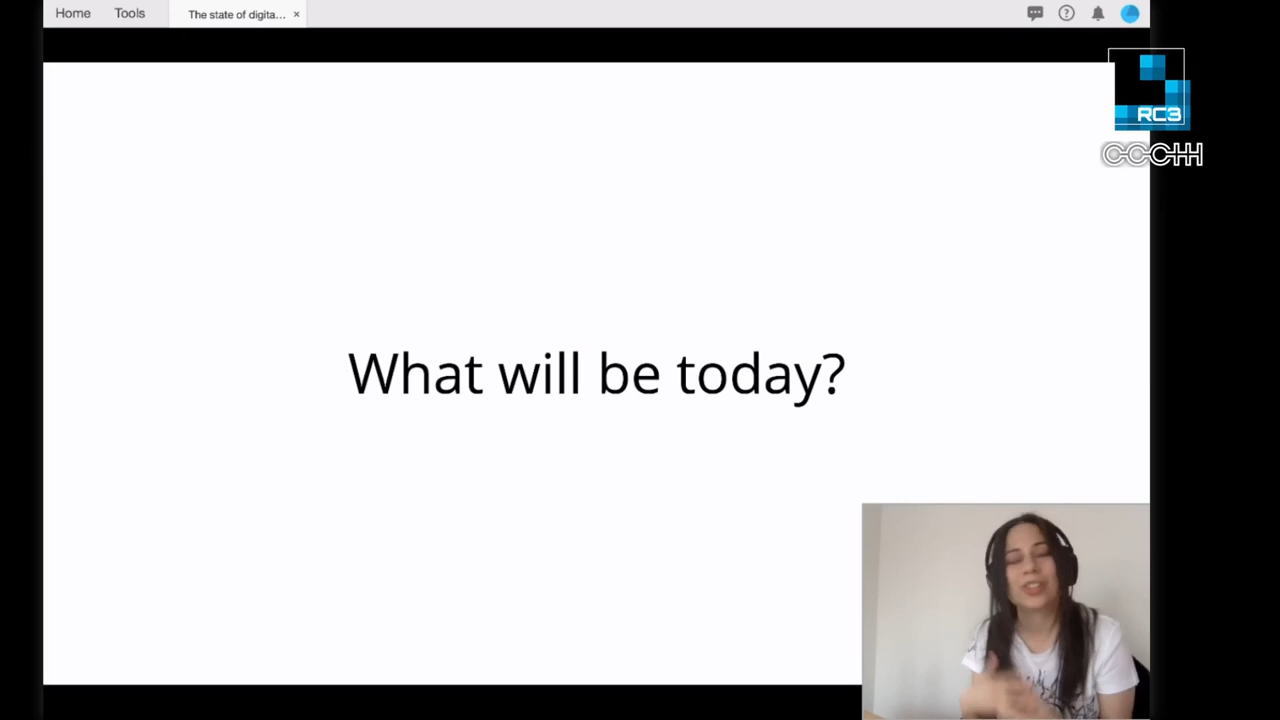 Home Tools The state of digita... ×
RC3
CCCHH
What will be today?